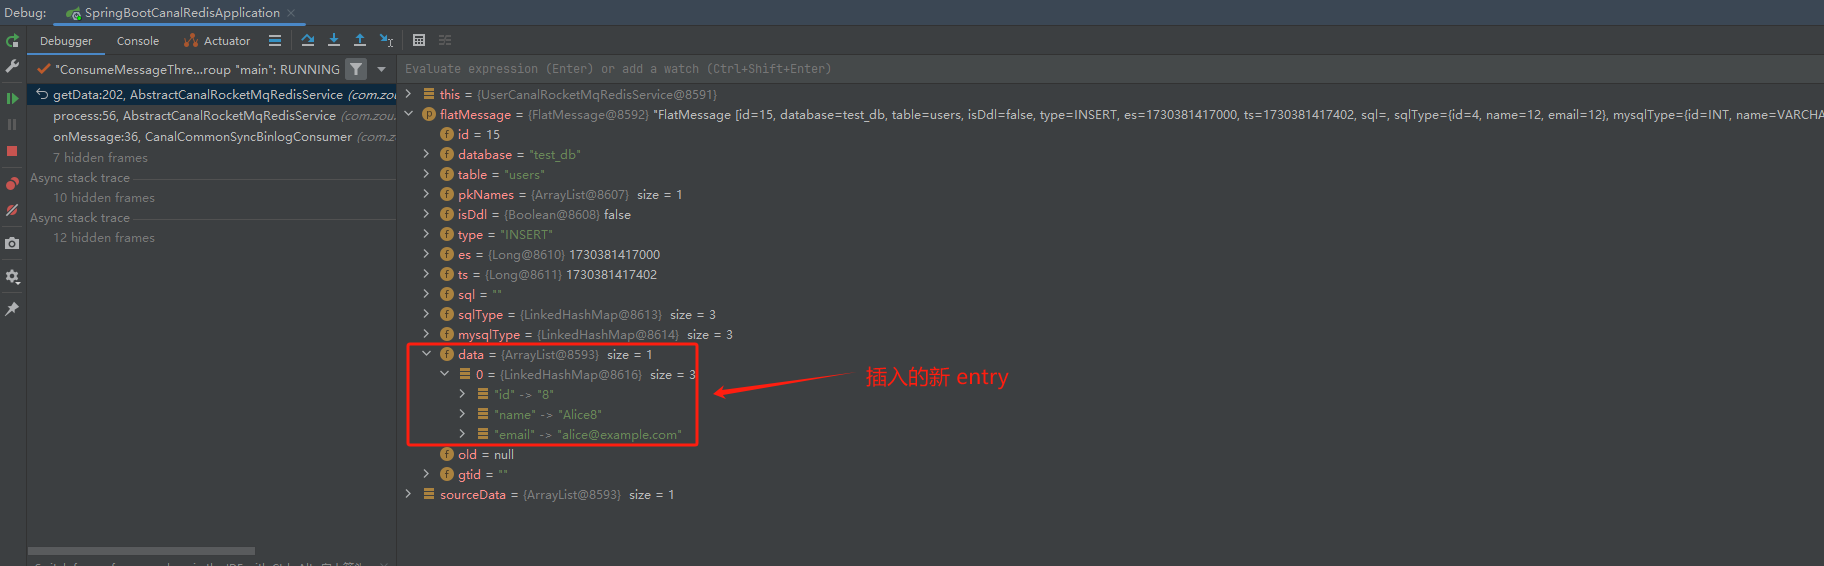 Debug: SpringBootCanalRedisApplication
Debugger Console Actuator
"ConsumeMessageThre...roup "main": RUNNING
Evaluate expression (Enter) or add a watch (Ctrl+Shift+Enter)
getData:202, AbstractCanalRocketMqRedisService (com.zou
process:56, AbstractCanalRocketMqRedisService (com.zou
onMessage:36, CanalCommonSyncBinlogConsumer (com.z
7 hidden frames
Async stack trace
10 hidden frames
Async stack trace
12 hidden frames
this = {UserCanalRocketMqRedisService@8591}
flatMessage = {FlatMessage@8592} "FlatMessage [id=15, database=test_db, table=users, isDdl=false, type=INSERT, es=1730381417000, ts=1730381417402, sql=, sqlType={id=4, name=12, email=12}, mysqlType={id=INT, name=VARCHA
id = 15
database = "test_db"
table = "users"
pkNames = {ArrayList@8607} size = 1
isDdl = {Boolean@8608} false
type = "INSERT"
es = {Long@8610} 1730381417000
ts = {Long@8611} 1730381417402
sql = ""
sqlType = {LinkedHashMap@8613} size = 3
mysqlType = {LinkedHashMap@8614} size = 3
data = {ArrayList@8593} size = 1
0 = {LinkedHashMap@8616} size = 3
"id" -> "8"
"name" -> "Alice8"
"email" -> "alice@example.com"
插入的新 entry
old = null
gtid = ""
sourceData = {ArrayList@8593} size = 1